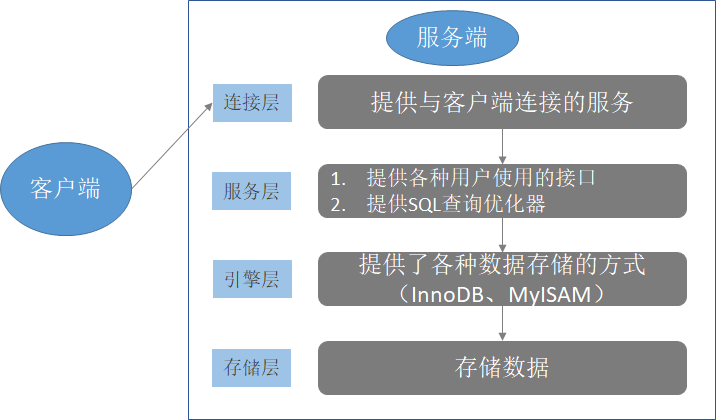 服务端
客户端
连接层
提供与客户端连接的服务
服务层
1. 提供各种用户使用的接口
2. 提供SQL查询优化器
引擎层
提供了各种数据存储的方式
（InnoDB、MyISAM）
存储层
存储数据